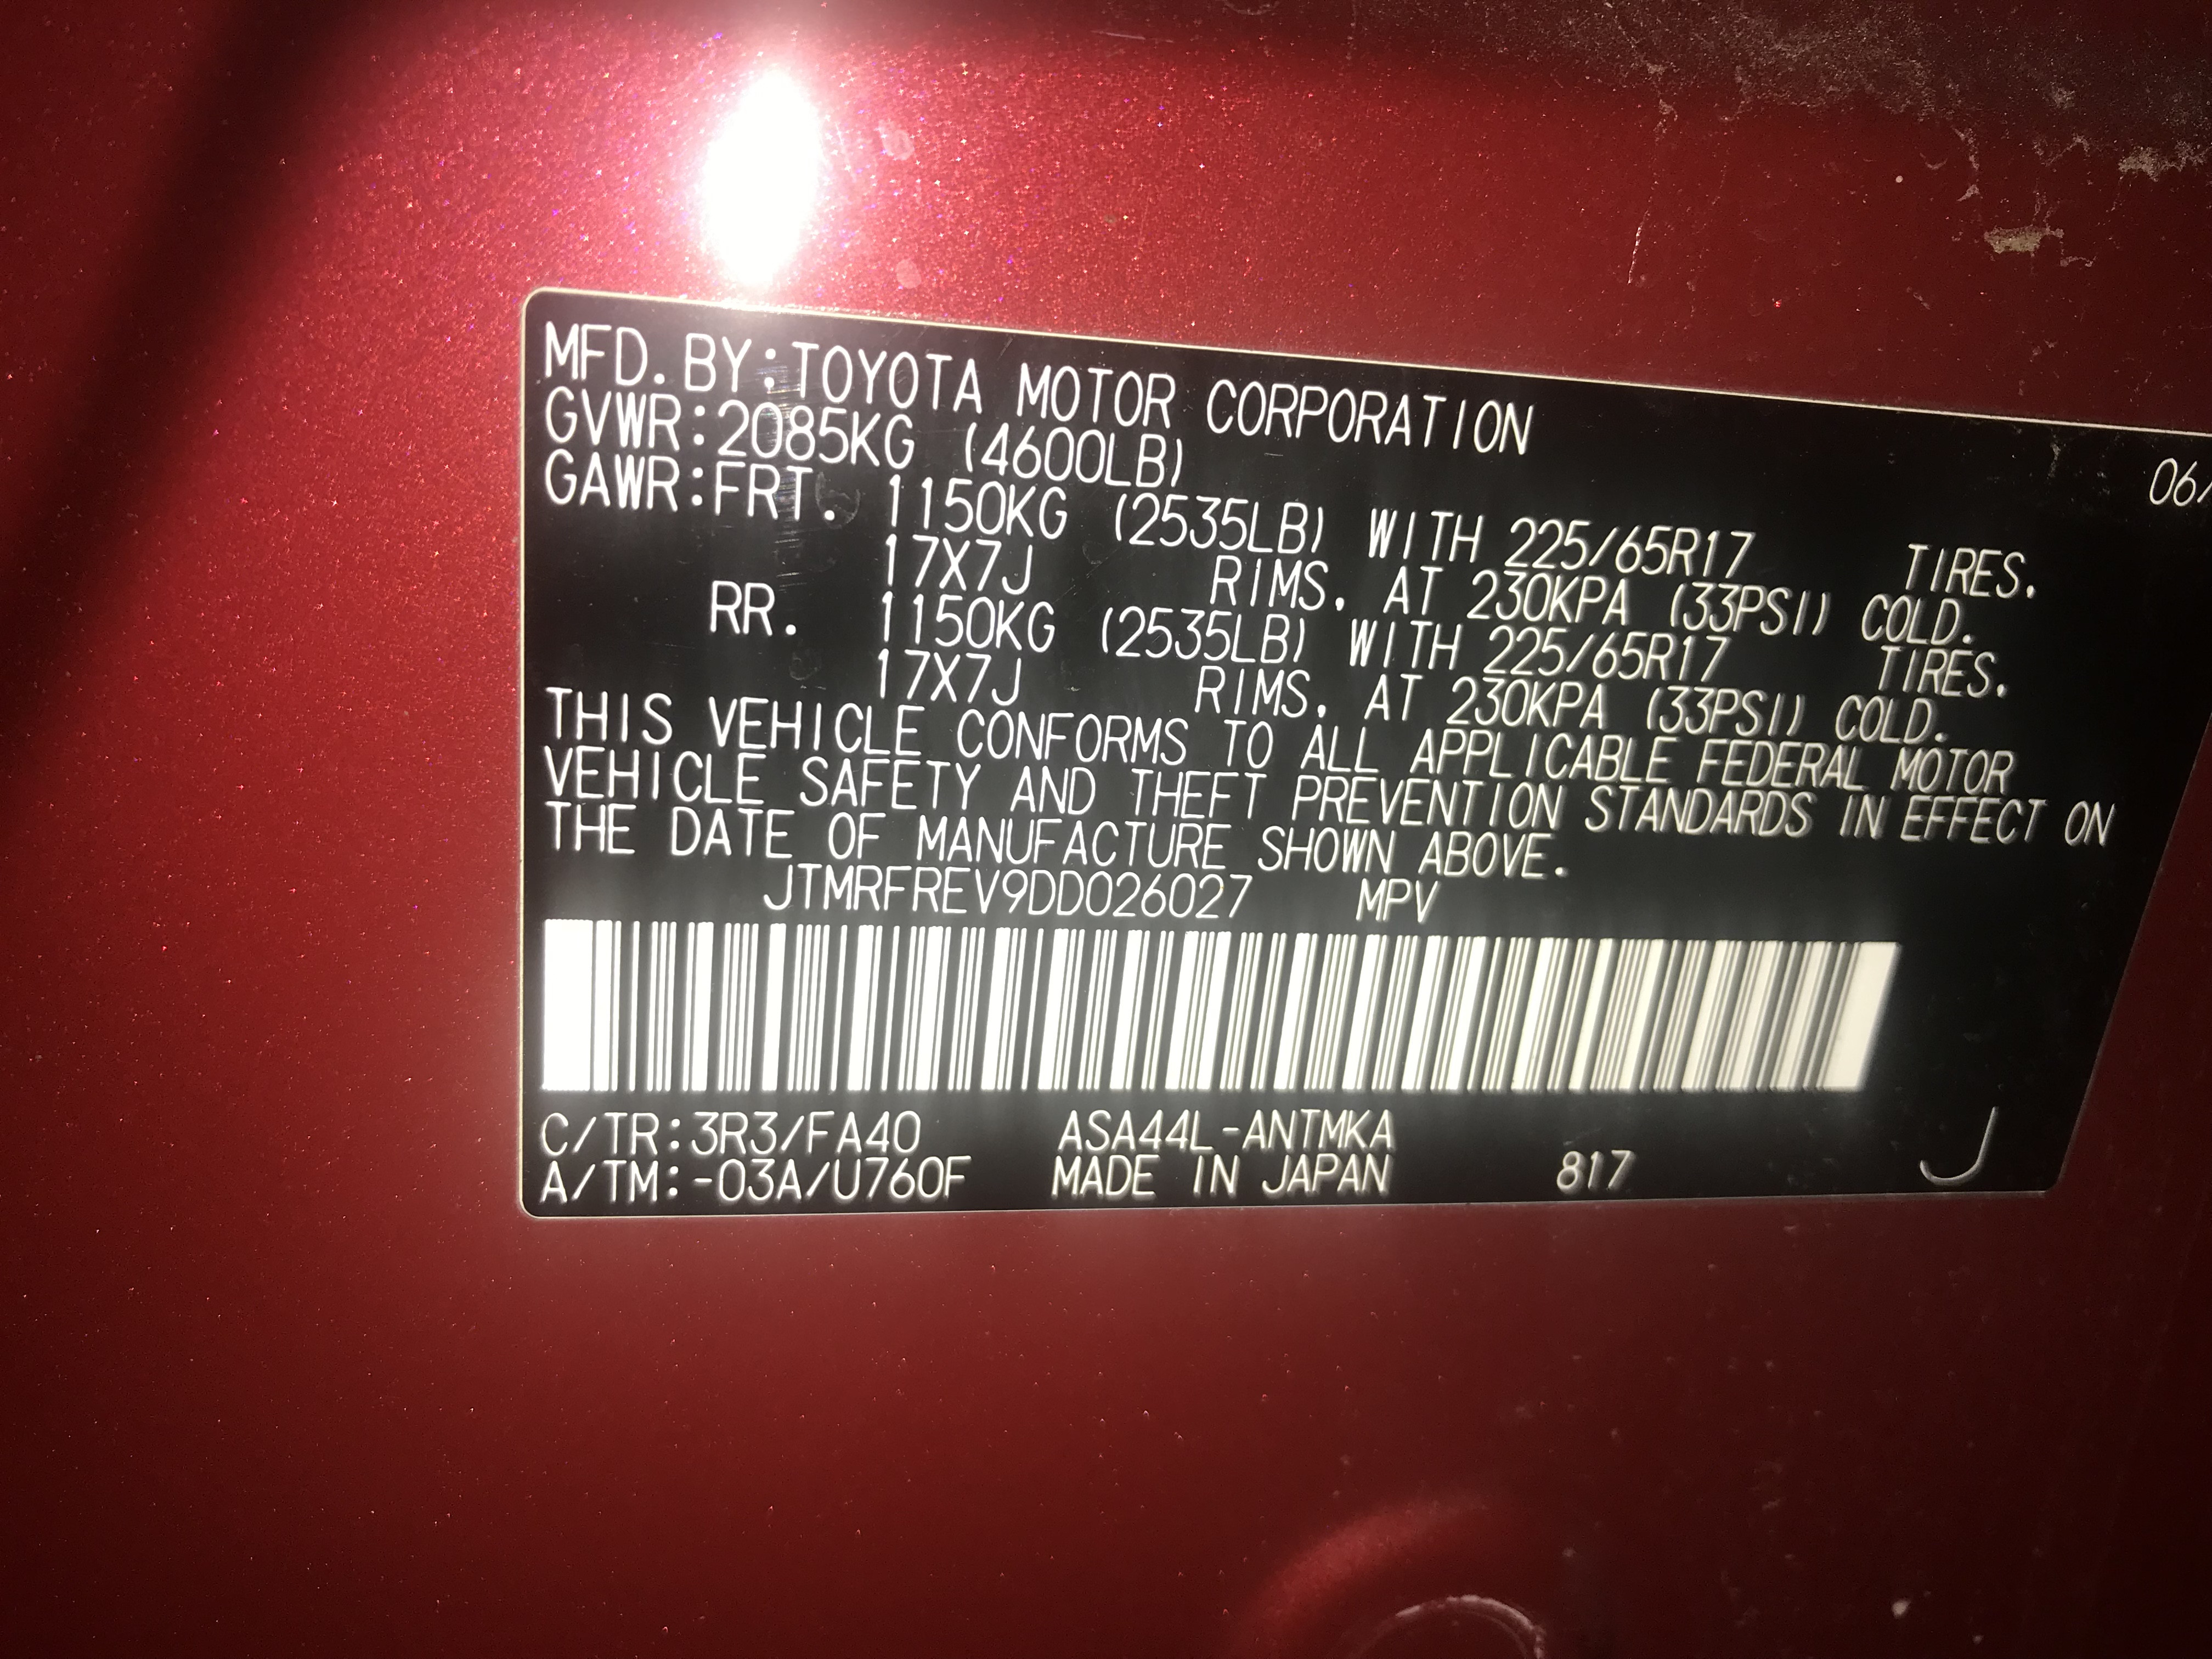 MFD. BY:TOYOTA MOTOR CORPORATION
06/
GVWR:2085KG (4600LB)
GAWR:FRT. 1150KG (2535LB) WITH 225/65R17 TIRES.
17X7J RIMS. AT 230KPA (33PSI) COLD.
RR. 1150KG (2535LB) WITH 225/65R17 TIRES.
17X7J RIMS. AT 230KPA (33PSI) COLD.
THIS VEHICLE CONFORMS TO ALL APPLICABLE FEDERAL MOTOR
VEHICLE SAFETY AND THEFT PREVENTION STANDARDS IN EFFECT ON
THE DATE OF MANUFACTURE SHOWN ABOVE.
JTMRFREV9DD026027 MPV
C/TR:3R3/FA40 ASA44L-ANTMKA
A/TM:-03A/U760F MADE IN JAPAN 817 J